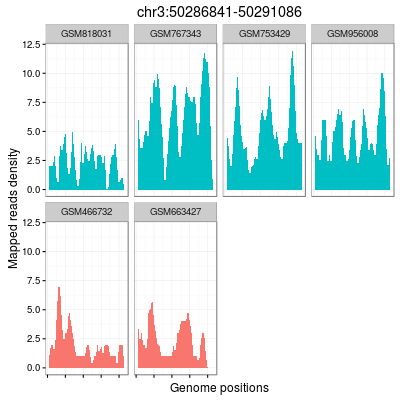 chr3:50286841-50291086
GSM818031 GSM767343 GSM753429 GSM956008
12.5
10.0
7.5
5.0
2.5
0.0
GSM466732 GSM663427
12.5
10.0
7.5
5.0
2.5
0.0
Mapped reads density
Genome positions